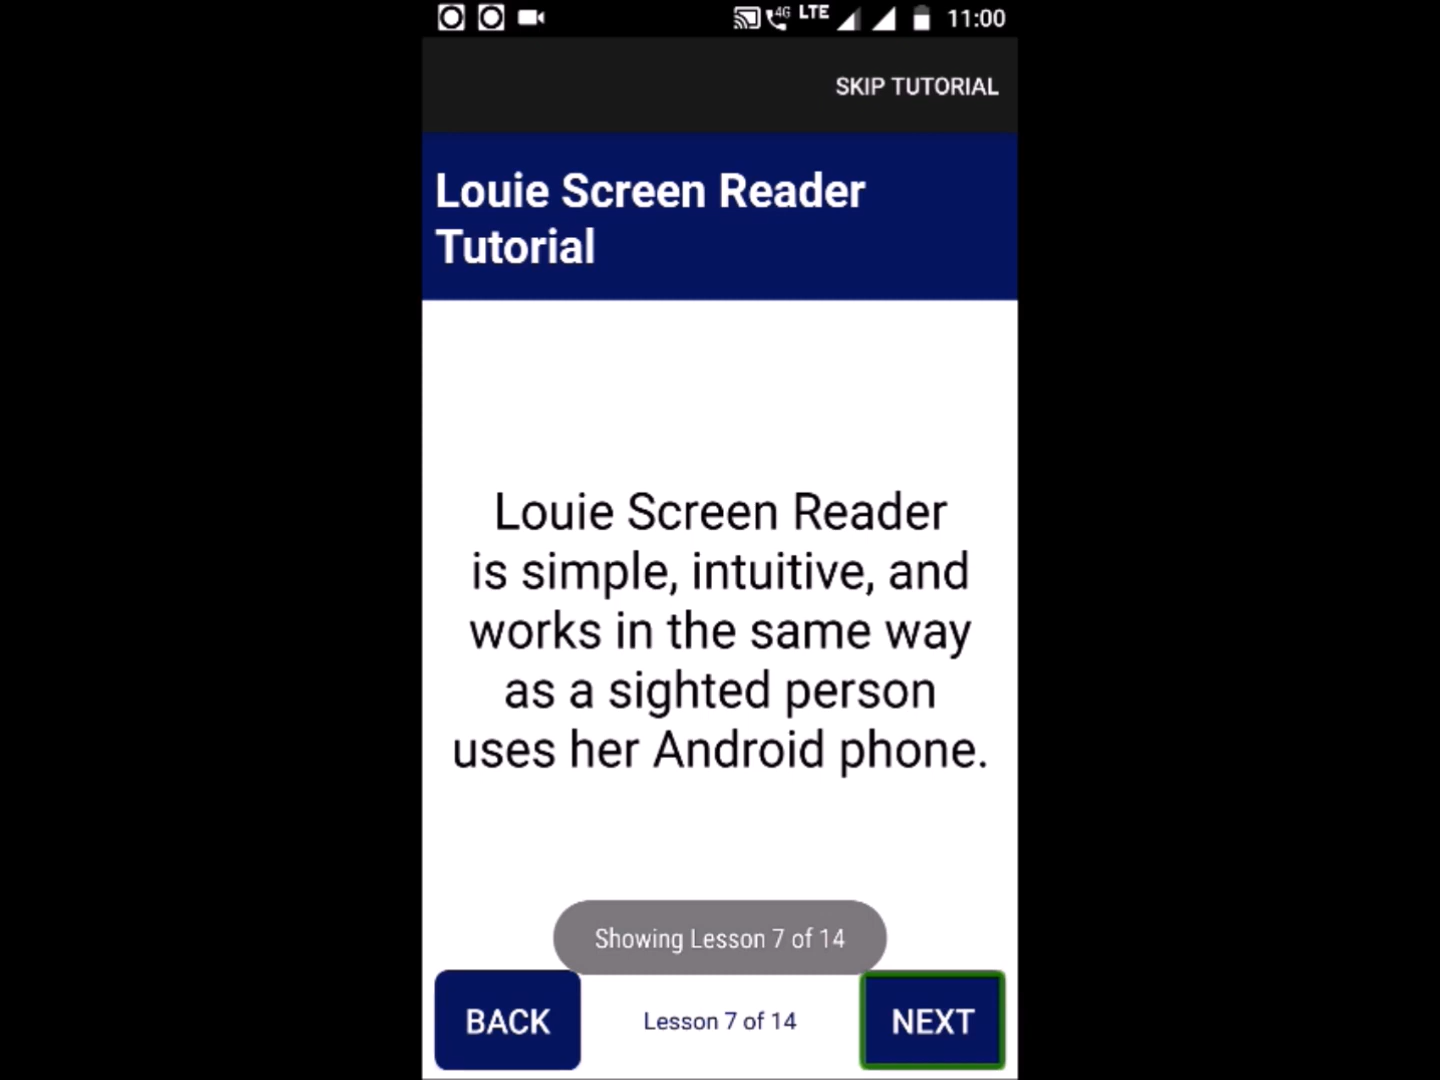 4G LTE 11:00
SKIP TUTORIAL
Louie Screen Reader
Tutorial
Louie Screen Reader
is simple, intuitive, and
works in the same way
as a sighted person
uses her Android phone.
Showing Lesson 7 of 14
BACK Lesson 7 of 14 NEXT